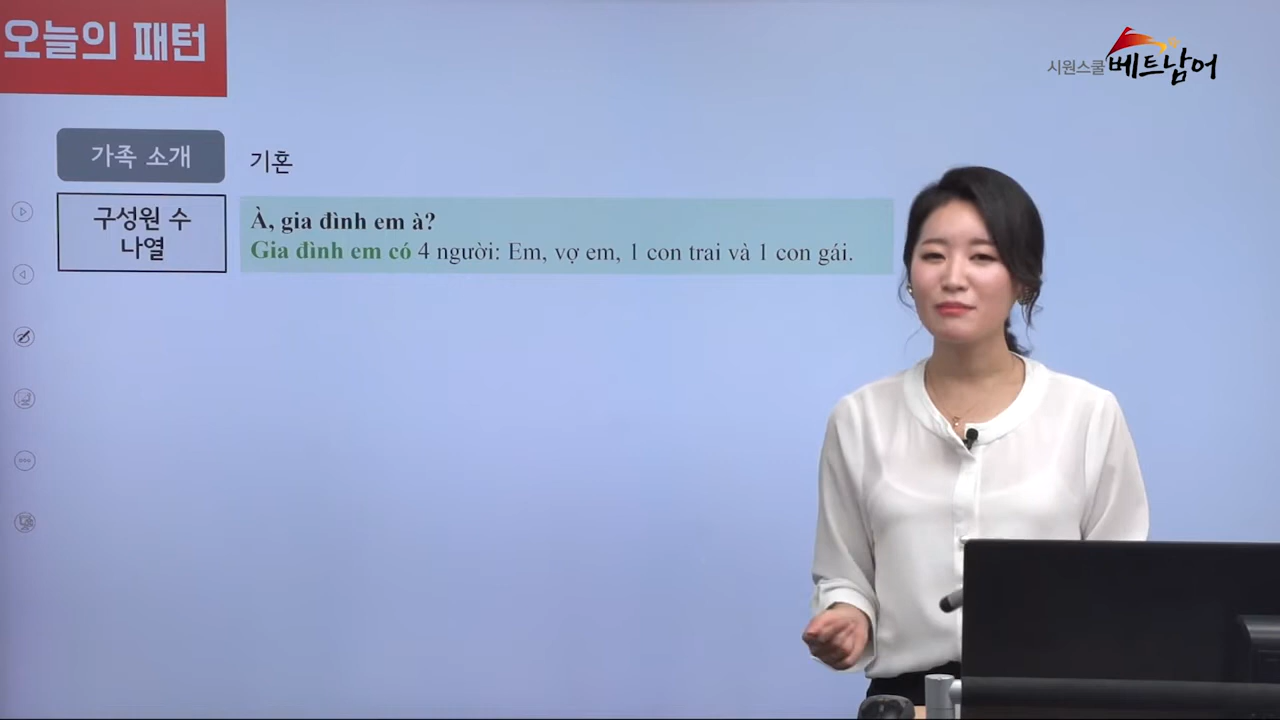 오늘의 패턴
시원스쿨 베트남어
가족 소개
기혼
구성원 수
나열
À, gia đình em à?
Gia đình em có 4 người: Em, vợ em, 1 con trai và 1 con gái.